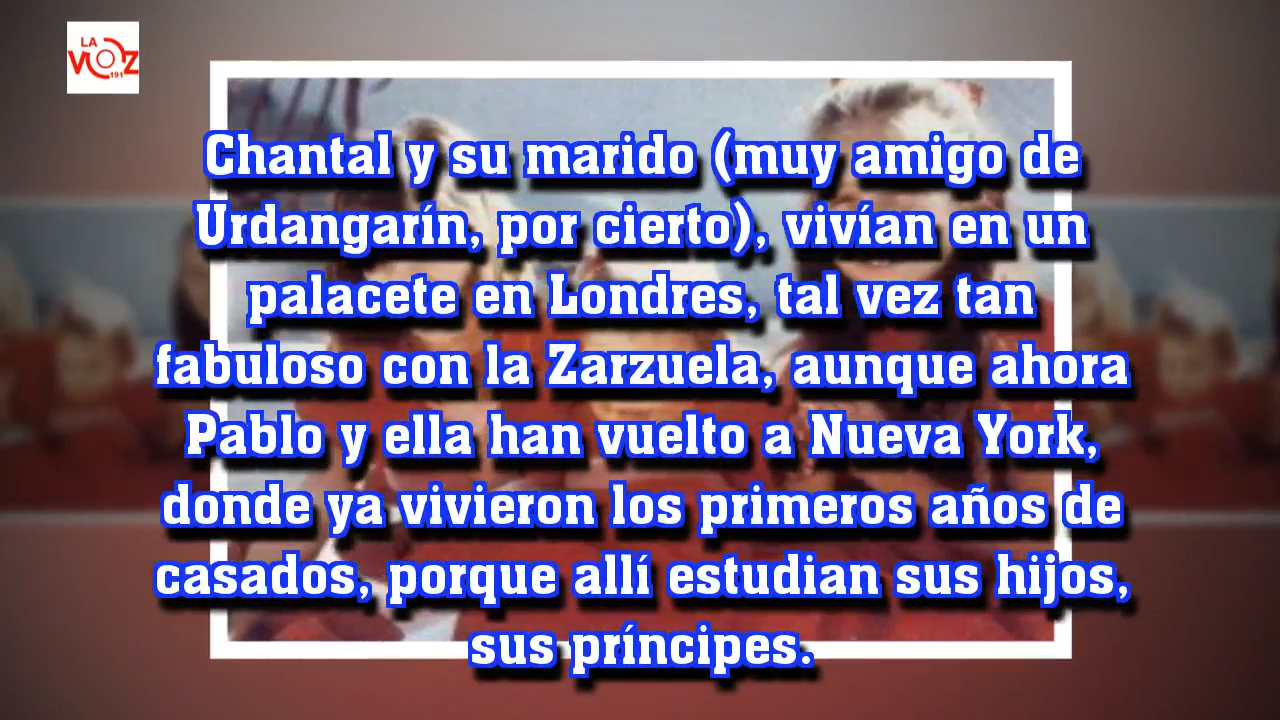 LA
VOZ
191
Chantal y su marido (muy amigo de
Urdangarín, por cierto), vivían en un
palacete en Londres, tal vez tan
fabuloso con la Zarzuela, aunque ahora
Pablo y ella han vuelto a Nueva York,
donde ya vivieron los primeros años de
casados, porque allí estudian sus hijos,
sus príncipes.